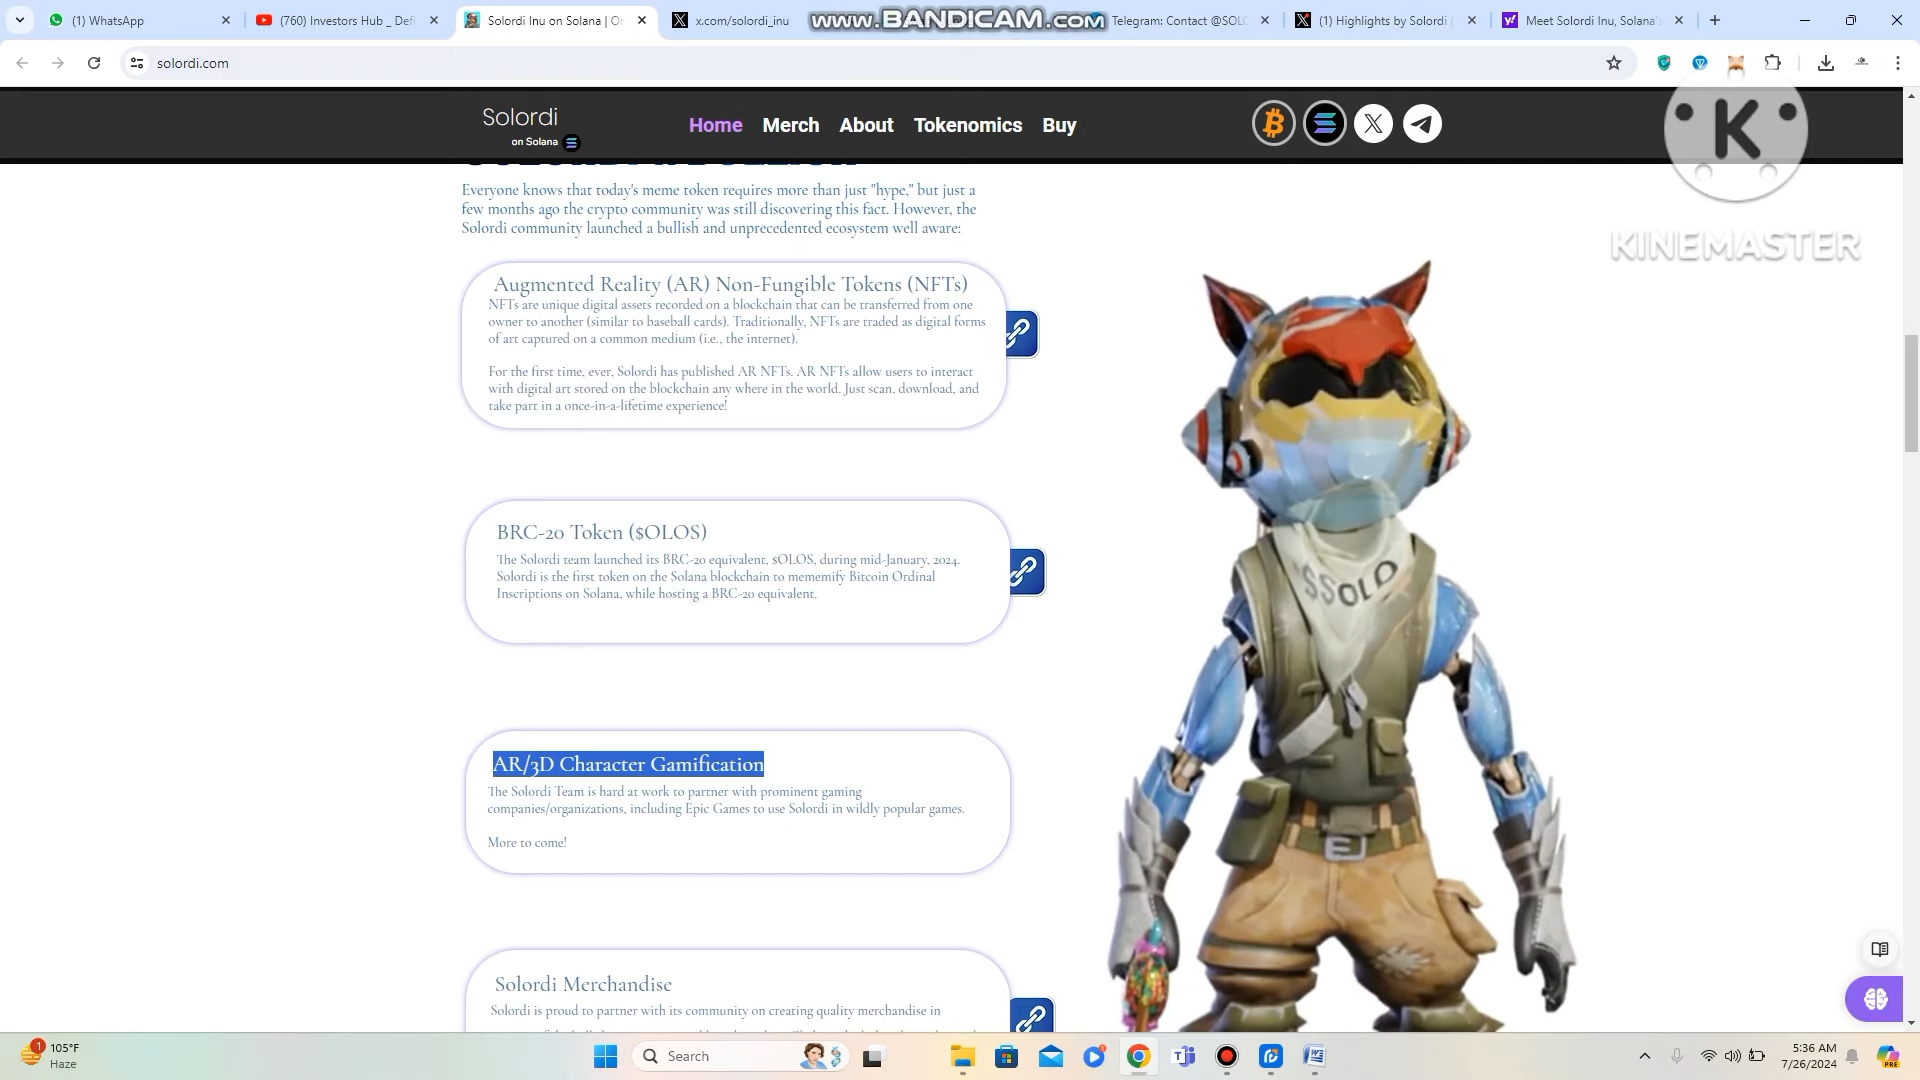 (1) WhatsApp
(760) Investors Hub _ Defi
Solordi Inu on Solana | O
x.com/solordi_inu
www.BANDICAM.com
Telegram: Contact @SOLO
(1) Highlights by Solordi
Meet Solordi Inu, Solana's
solordi.com
Solordi
on Solana
Home
Merch
About
Tokenomics
Buy
K
KINEMASTER
Everyone knows that today's meme token requires more than just "hype," but just a
few months ago the crypto community was still discovering this fact. However, the
Solordi community launched a bullish and unprecedented ecosystem well aware:
Augmented Reality (AR) Non-Fungible Tokens (NFTs)
NFTs are unique digital assets recorded on a blockchain that can be transferred from one
owner to another (similar to baseball cards). Traditionally, NFTs are traded as digital forms
of art captured on a common medium (i.e., the internet).
For the first time, ever, Solordi has published AR NFTs. AR NFTs allow users to interact
with digital art stored on the blockchain any where in the world. Just scan, download, and
take part in a once-in-a-lifetime experience!
BRC-20 Token ($OLOS)
The Solordi team launched its BRC-20 equivalent, $OLOS, during mid-January, 2024.
Solordi is the first token on the Solana blockchain to mememify Bitcoin Ordinal
Inscriptions on Solana, while hosting a BRC-20 equivalent.
$SOLO
AR/3D Character Gamification
The Solordi Team is hard at work to partner with prominent gaming
companies/organizations, including Epic Games to use Solordi in wildly popular games.
More to come!
Solordi Merchandise
Solordi is proud to partner with its community on creating quality merchandise in
1
105°F
Haze
Search
5:36 AM
7/26/2024
PRE